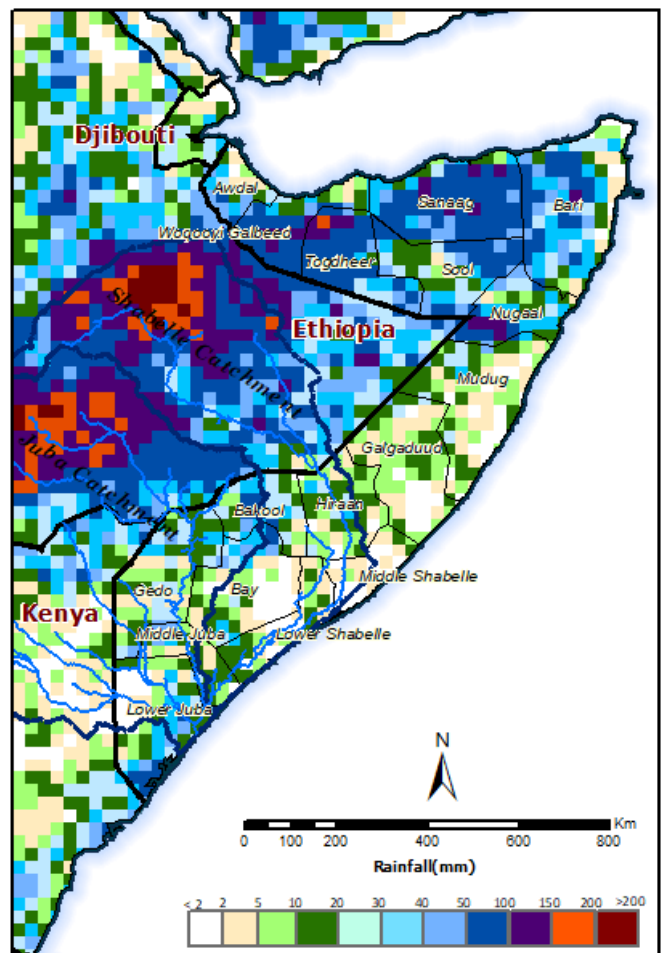 Djibouti
Awdal
Sanaag
Bari
Woqooyi Galbeed
Togdheer
Sool
Shabelle Catchment
Ethiopia
Nugaal
Mudug
Galgaduud
Juba Catchment
Bakool
Hiraan
Gedo
Bay
Middle Shabelle
Kenya
Middle Juba
Lower Shabelle
Lower Juba
N
Km
0 100 200 400 600 800
Rainfall(mm)
< 2 2 5 10 20 30 40 50 100 150 200 >200